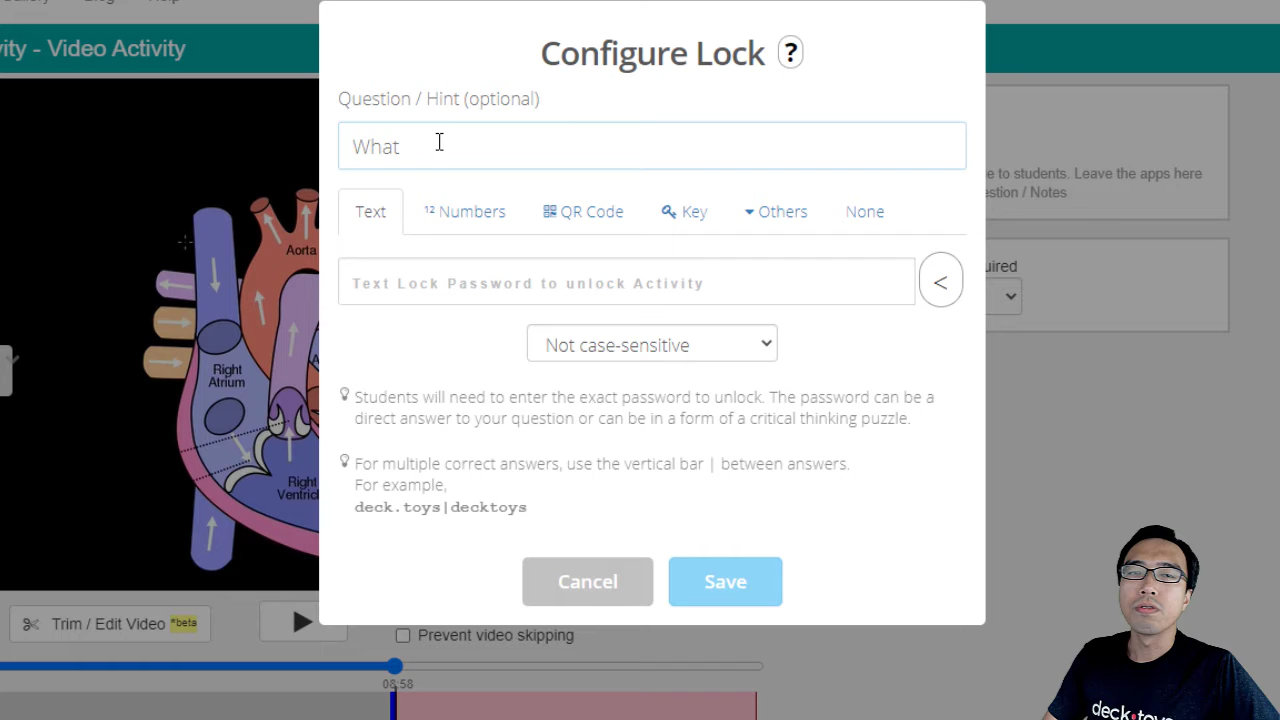 Gallery
Blog
Help
ity - Video Activity
Configure Lock ?
Question / Hint (optional)
What
Text
12 Numbers
QR Code
Key
Others
None
Text Lock Password to unlock Activity
<
Not case-sensitive
Students will need to enter the exact password to unlock. The password can be a
direct answer to your question or can be in a form of a critical thinking puzzle.
For multiple correct answers, use the vertical bar | between answers.
For example,
deck.toys|decktoys
Cancel
Save
e to students. Leave the apps here
estion / Notes
uired
Aorta
Right
Atrium
Right
Ventric
Trim / Edit Video *beta
Prevent video skipping
08:58
deck.toys